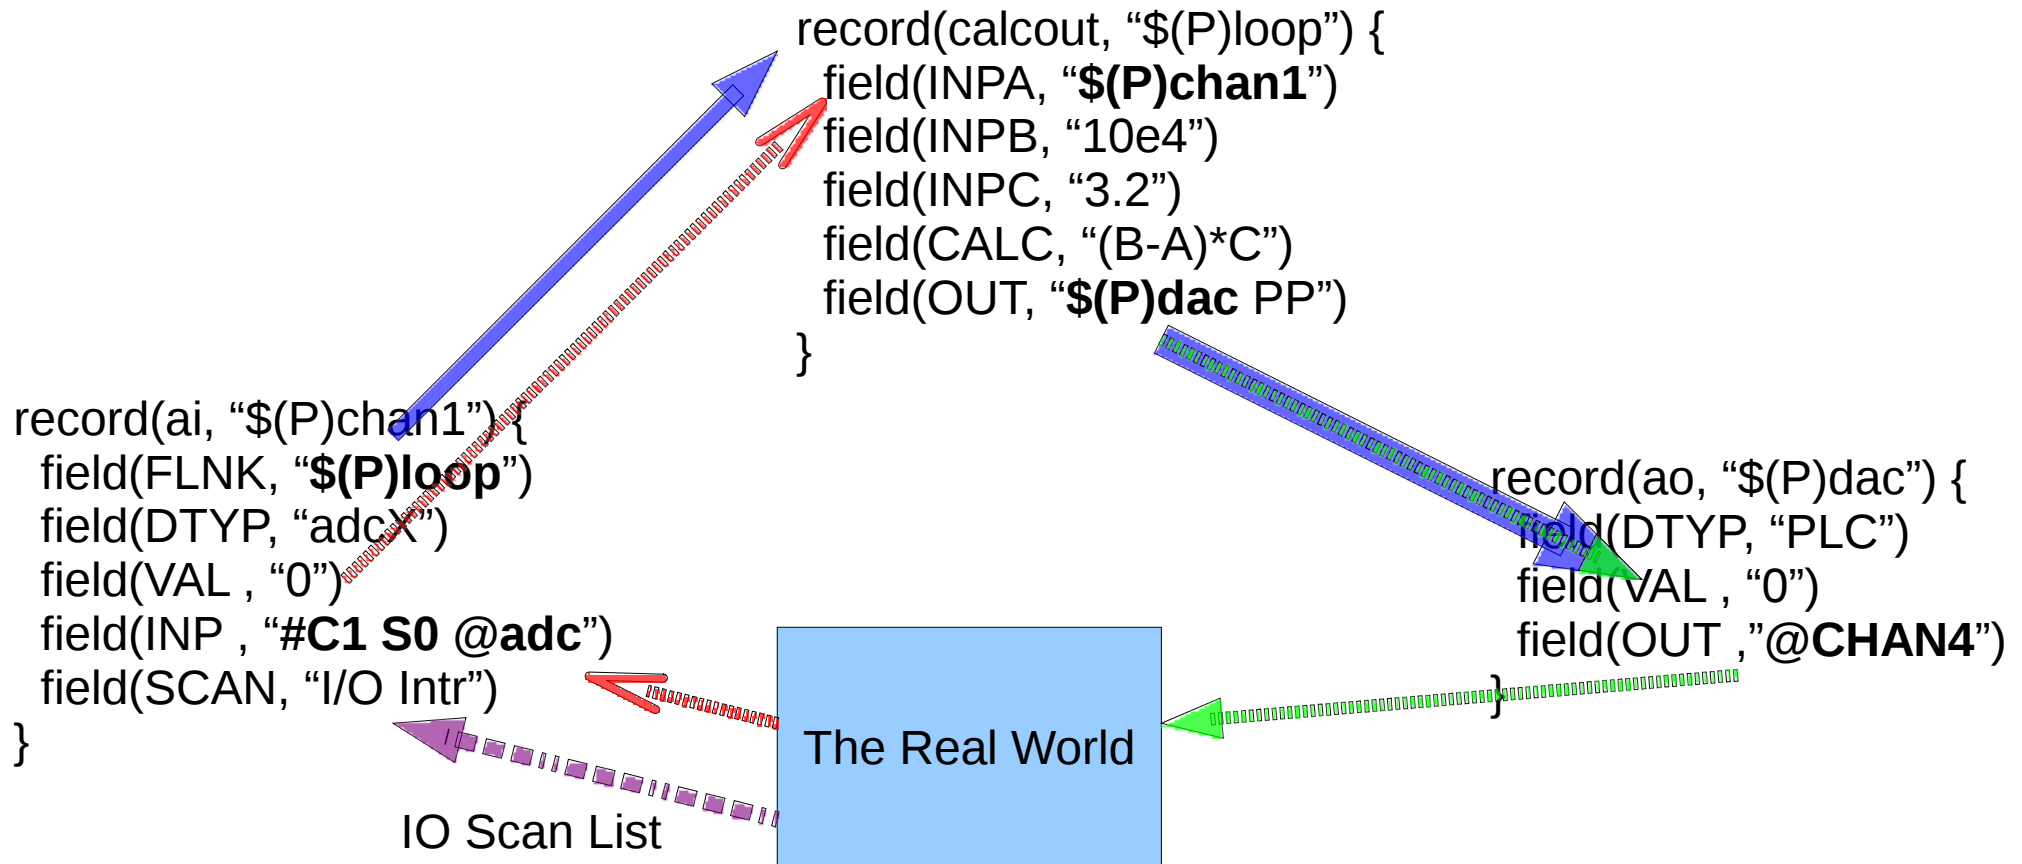 record(calcout, “$(P)loop”) {
field(INPA, “$(P)chan1”)
field(INPB, “10e4”)
field(INPC, “3.2”)
field(CALC, “(B-A)*C”)
field(OUT, “$(P)dac PP”)
}
record(ai, “$(P)chan1”) {
field(FLNK, “$(P)loop”)
field(DTYP, “adcX”)
field(VAL , “0”)
field(INP , “#C1 S0 @adc”)
field(SCAN, “I/O Intr”)
}
record(ao, “$(P)dac”) {
field(DTYP, “PLC”)
field(VAL , “0”)
field(OUT ,”@CHAN4”)
}
The Real World
IO Scan List